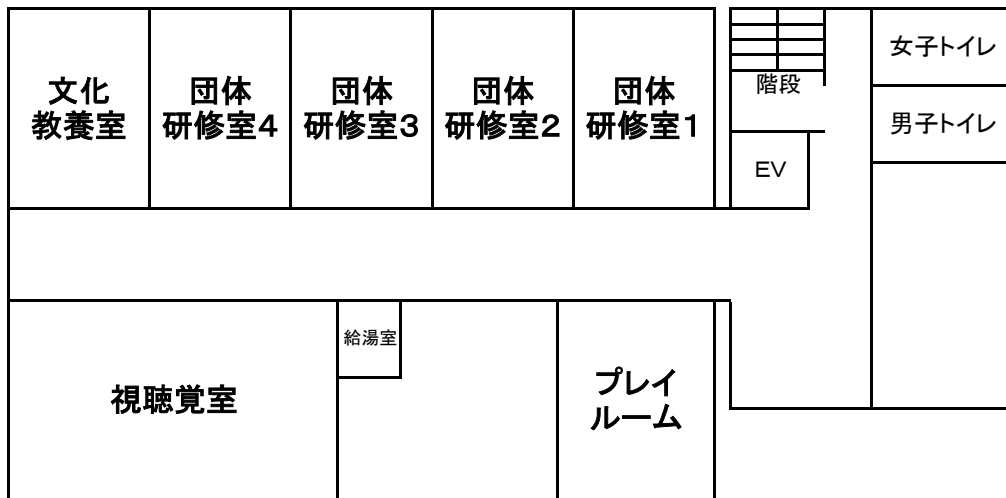 文化
教養室
団体
研修室4
団体
研修室3
団体
研修室2
団体
研修室1
階段
EV
女子トイレ
男子トイレ
視聴覚室
給湯室
プレイ
ルーム